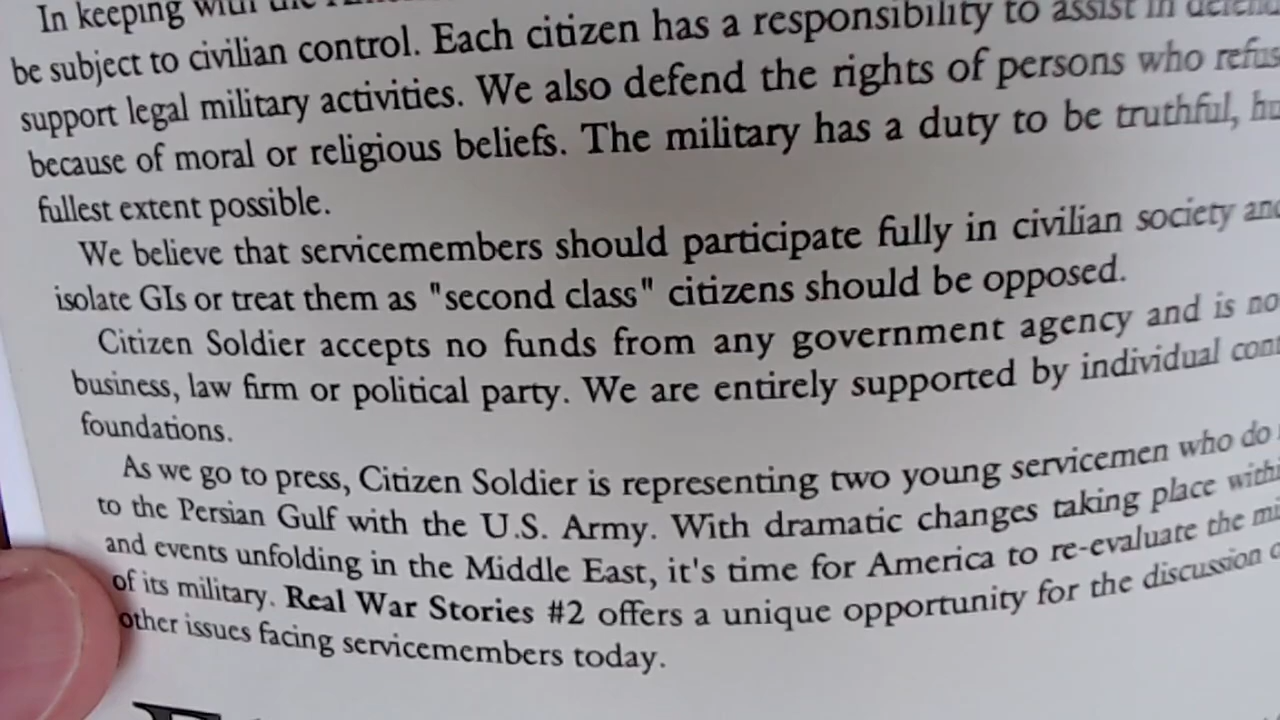 In keeping with the
be subject to civilian control. Each citizen has a responsibility to assist in
support legal military activities. We also defend the rights of persons who
because of moral or religious beliefs. The military has a duty to be truthful,
fullest extent possible.
We believe that servicemembers should participate fully in civilian society
isolate GIs or treat them as "second class" citizens should be opposed.
Citizen Soldier accepts no funds from any government agency and is
business, law firm or political party. We are entirely supported by individual
foundations.
As we go to press, Citizen Soldier is representing two young servicemen who do
to the Persian Gulf with the U.S. Army. With dramatic changes taking place
and events unfolding in the Middle East, it's time for America to re-evaluate the
of its military. Real War Stories #2 offers a unique opportunity for the discussion
other issues facing servicemembers today.